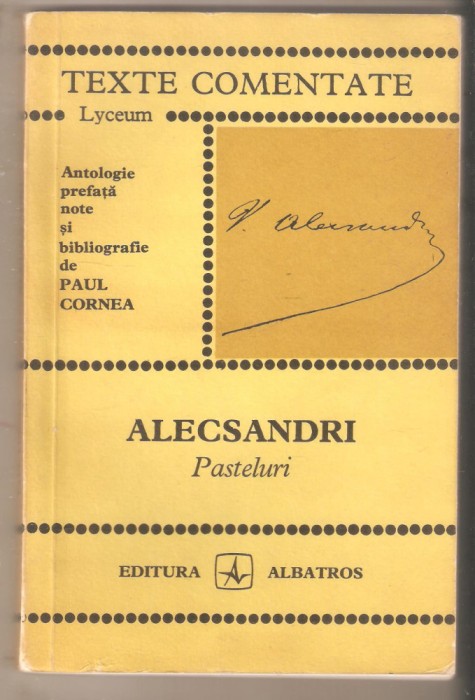 TEXTE COMENTATE
Lyceum
Antologie
prefață
note
și
bibliografie
de
PAUL
CORNEA
V. Alecsandri
ALECSANDRI
Pasteluri
EDITURA ALBATROS